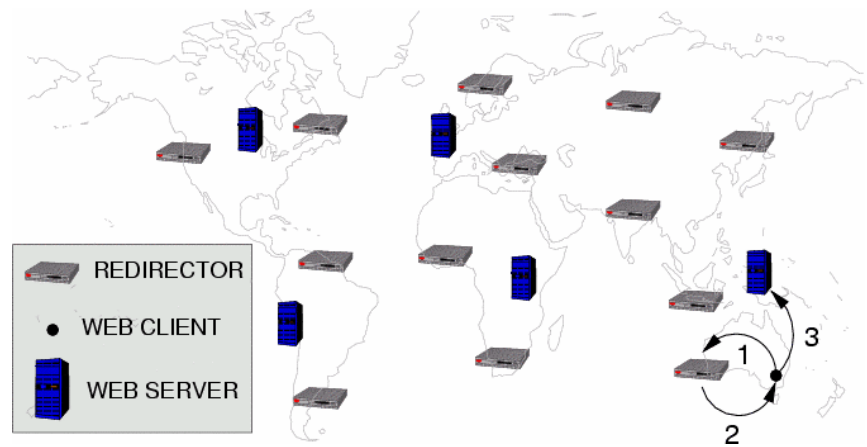 REDIRECTOR
WEB CLIENT
WEB SERVER
1
2
3